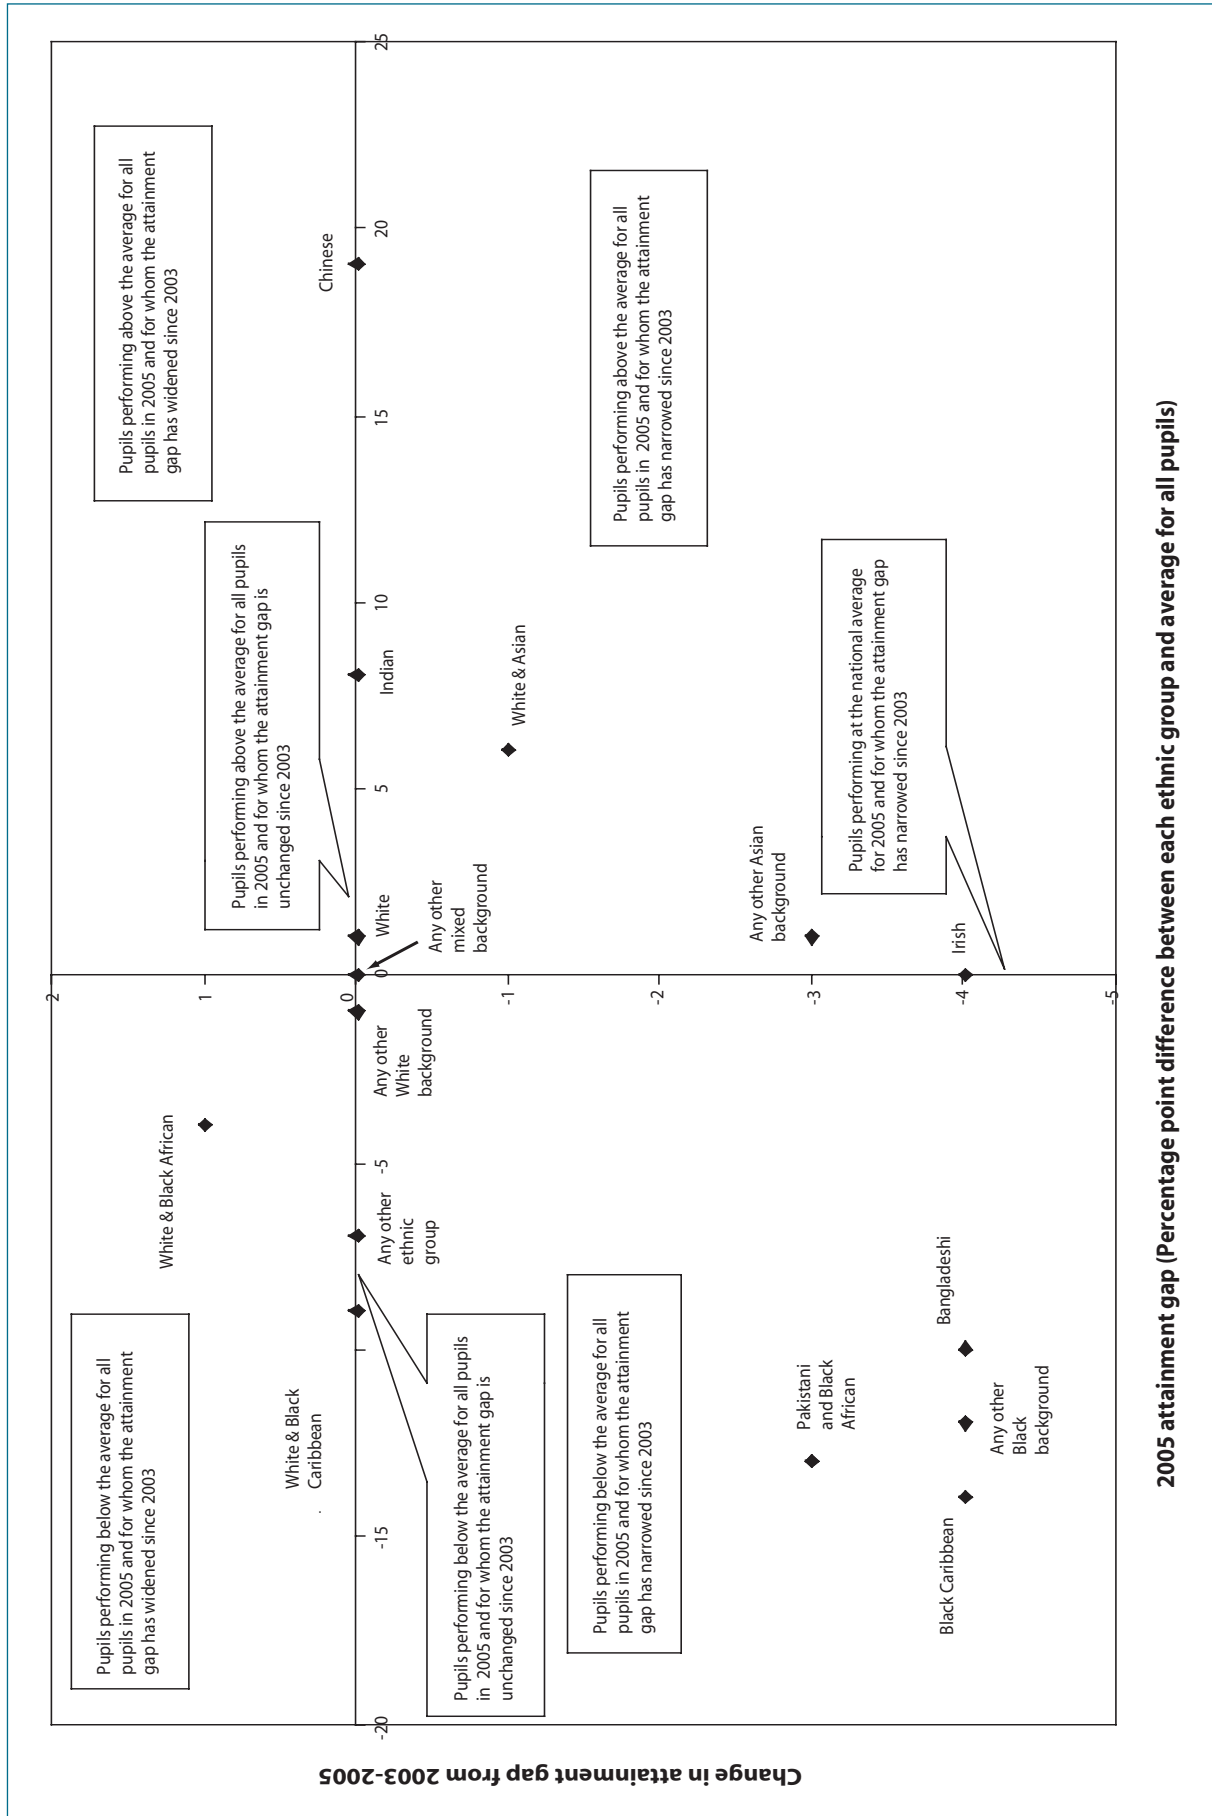 Change in attainment gap from 2003-2005
2
1
0
-1
-2
-3
-4
-5
-20
-15
-5
0
5
10
15
20
25
Pupils performing below the average for all
pupils in 2005 and for whom the attainment
gap has widened since 2003
White & Black African
Pupils performing above the average for all pupils
in 2005 and for whom the attainment gap is
unchanged since 2003
Pupils performing above the average for all
pupils in 2005 and for whom the attainment
gap has widened since 2003
White & Black
Caribbean
Chinese
Any other
ethnic
group
Any other
White
background
White
Any other
mixed
background
Indian
Pupils performing below the average for all pupils
in 2005 and for whom the attainment gap is
unchanged since 2003
White & Asian
Pupils performing below the average for all
pupils in 2005 and for whom the attainment
gap has narrowed since 2003
Pupils performing above the average for all
pupils in 2005 and for whom the attainment
gap has narrowed since 2003
Pakistani
and Black
African
Any other Asian
background
Pupils performing at the national average
for 2005 and for whom the attainment gap
has narrowed since 2003
Black Caribbean
Bangladeshi
Any other
Black
background
Irish
2005 attainment gap (Percentage point difference between each ethnic group and average for all pupils)